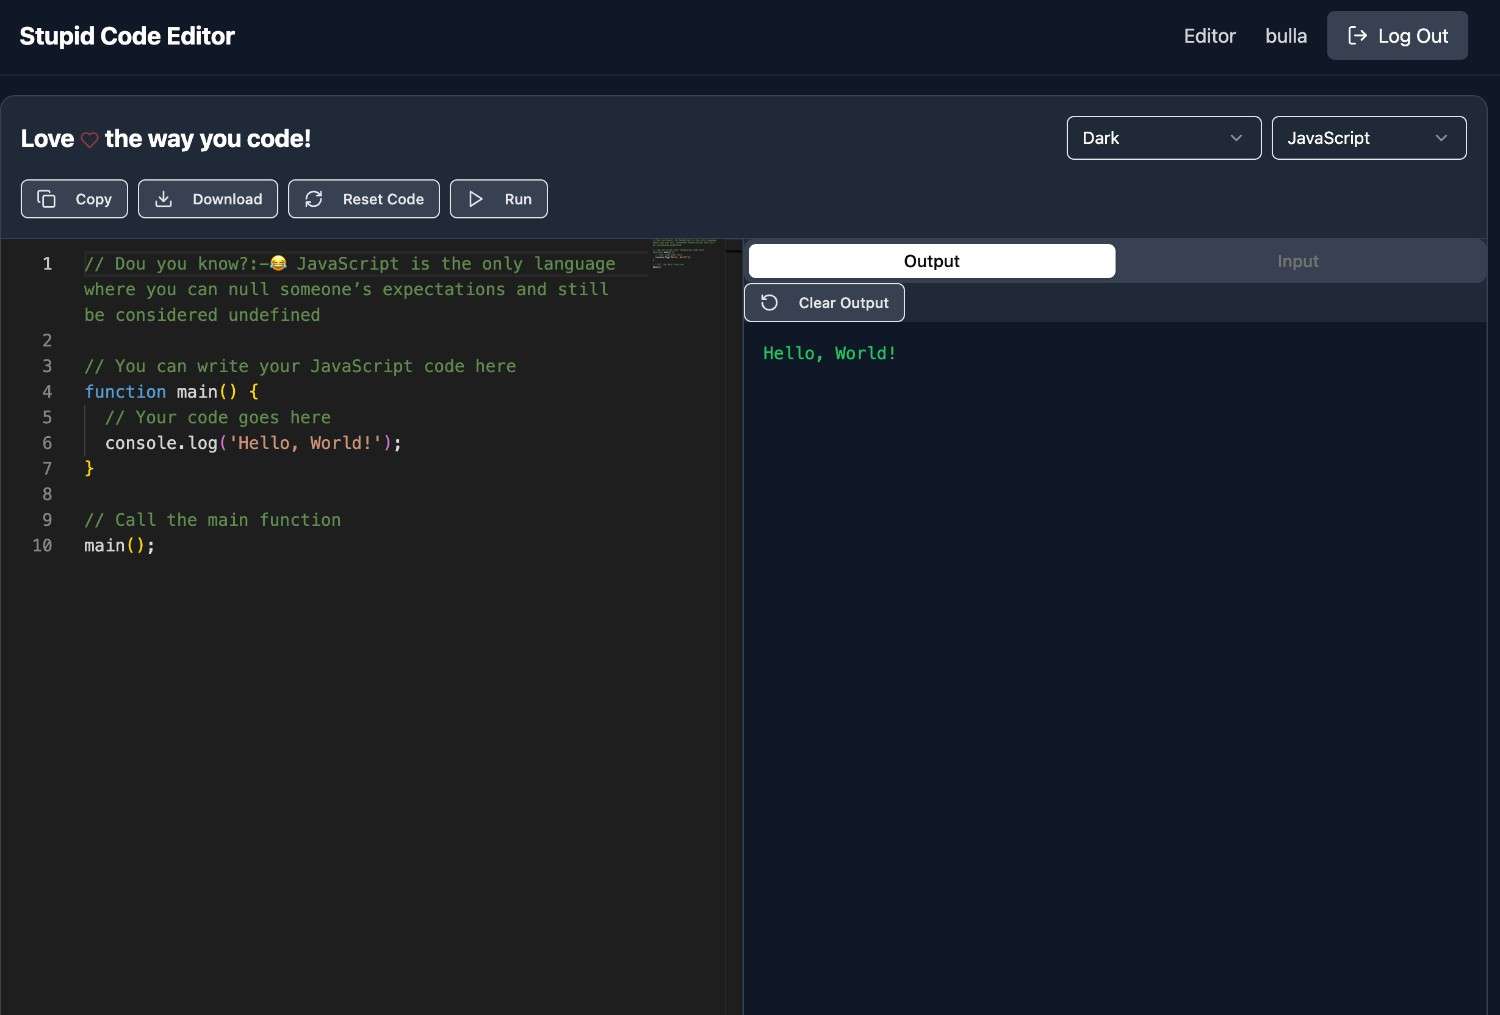 Stupid Code Editor
Editor
bulla
Log Out
Love ♡ the way you code!
Dark
JavaScript
Copy
Download
Reset Code
Run
1 // Dou you know?:-😂 JavaScript is the only language
where you can null someone’s expectations and still
be considered undefined
2
3 // You can write your JavaScript code here
4 function main() {
5 // Your code goes here
6 console.log('Hello, World!');
7 }
8
9 // Call the main function
10 main();
Output
Input
Clear Output
Hello, World!